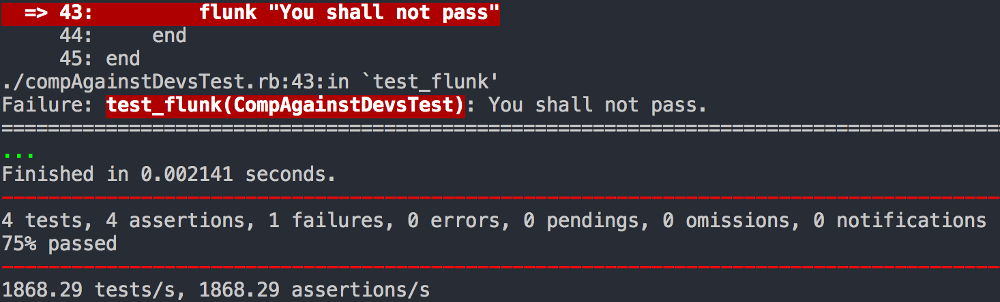 => 43:         flunk "You shall not pass"
44:     end
45: end
./compAgainstDevsTest.rb:43:in `test_flunk'
Failure: test_flunk(CompAgainstDevsTest): You shall not pass.
======================================================================================
...
Finished in 0.002141 seconds.
--------------------------------------------------------------------------------------
4 tests, 4 assertions, 1 failures, 0 errors, 0 pendings, 0 omissions, 0 notifications
75% passed
--------------------------------------------------------------------------------------
1868.29 tests/s, 1868.29 assertions/s